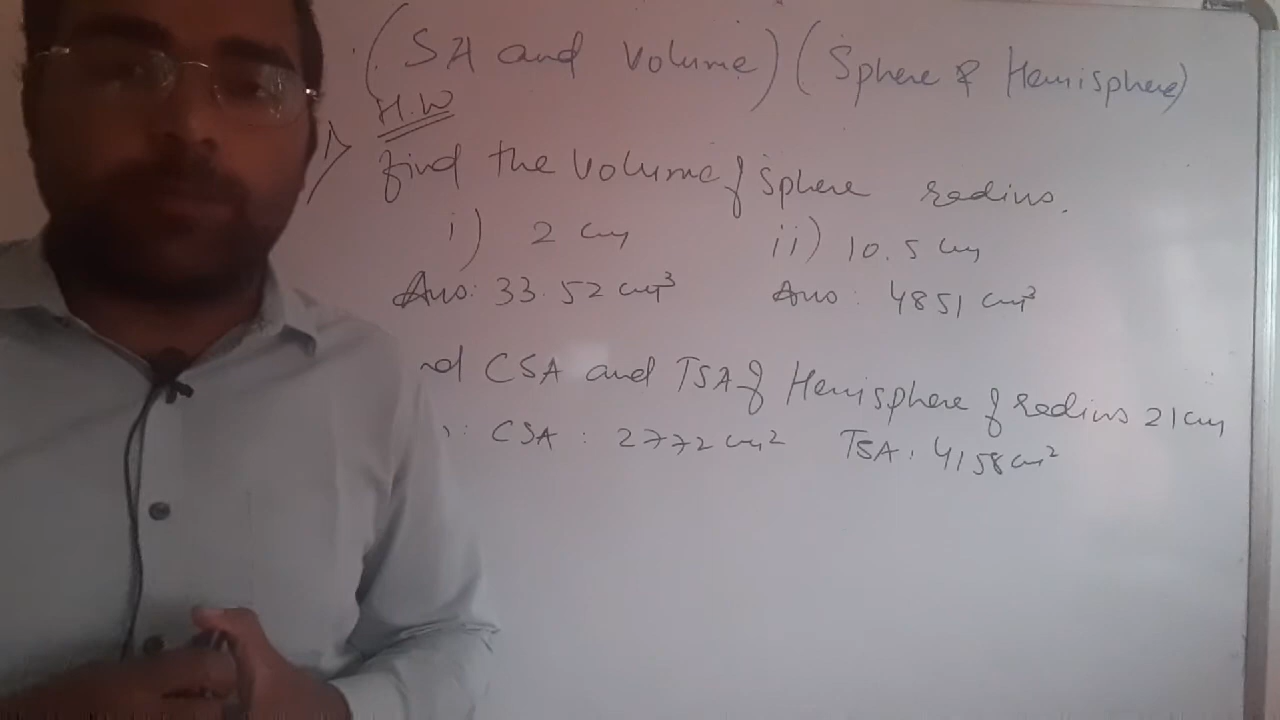 (SA and Volume) (Sphere & Hemisphere)
H.W
1) find the volume of sphere radius.
i) 2 cm ii) 10.5 cm
Ans: 33.52 cm³ Ans: 4851 cm³
nd CSA and TSA of Hemisphere of radius 21 cm
: CSA : 2772 cm² TSA: 4158 cm²